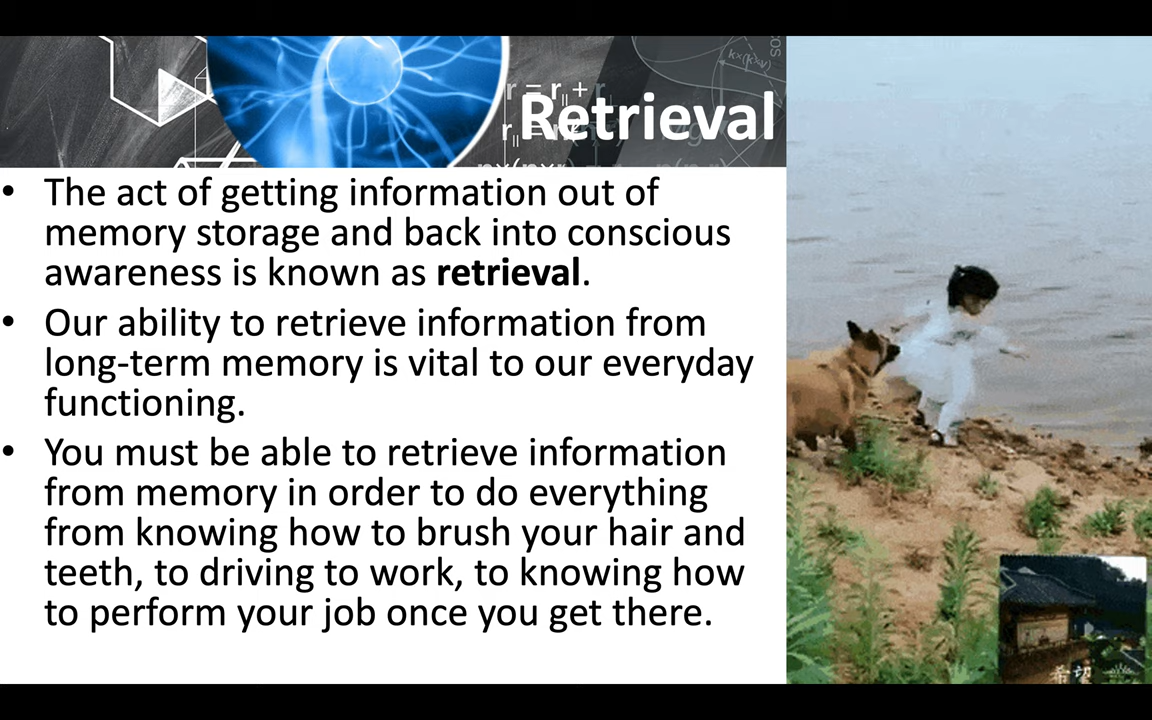 Retrieval
• The act of getting information out of
memory storage and back into conscious
awareness is known as retrieval.
• Our ability to retrieve information from
long-term memory is vital to our everyday
functioning.
• You must be able to retrieve information
from memory in order to do everything
from knowing how to brush your hair and
teeth, to driving to work, to knowing how
to perform your job once you get there.
希望